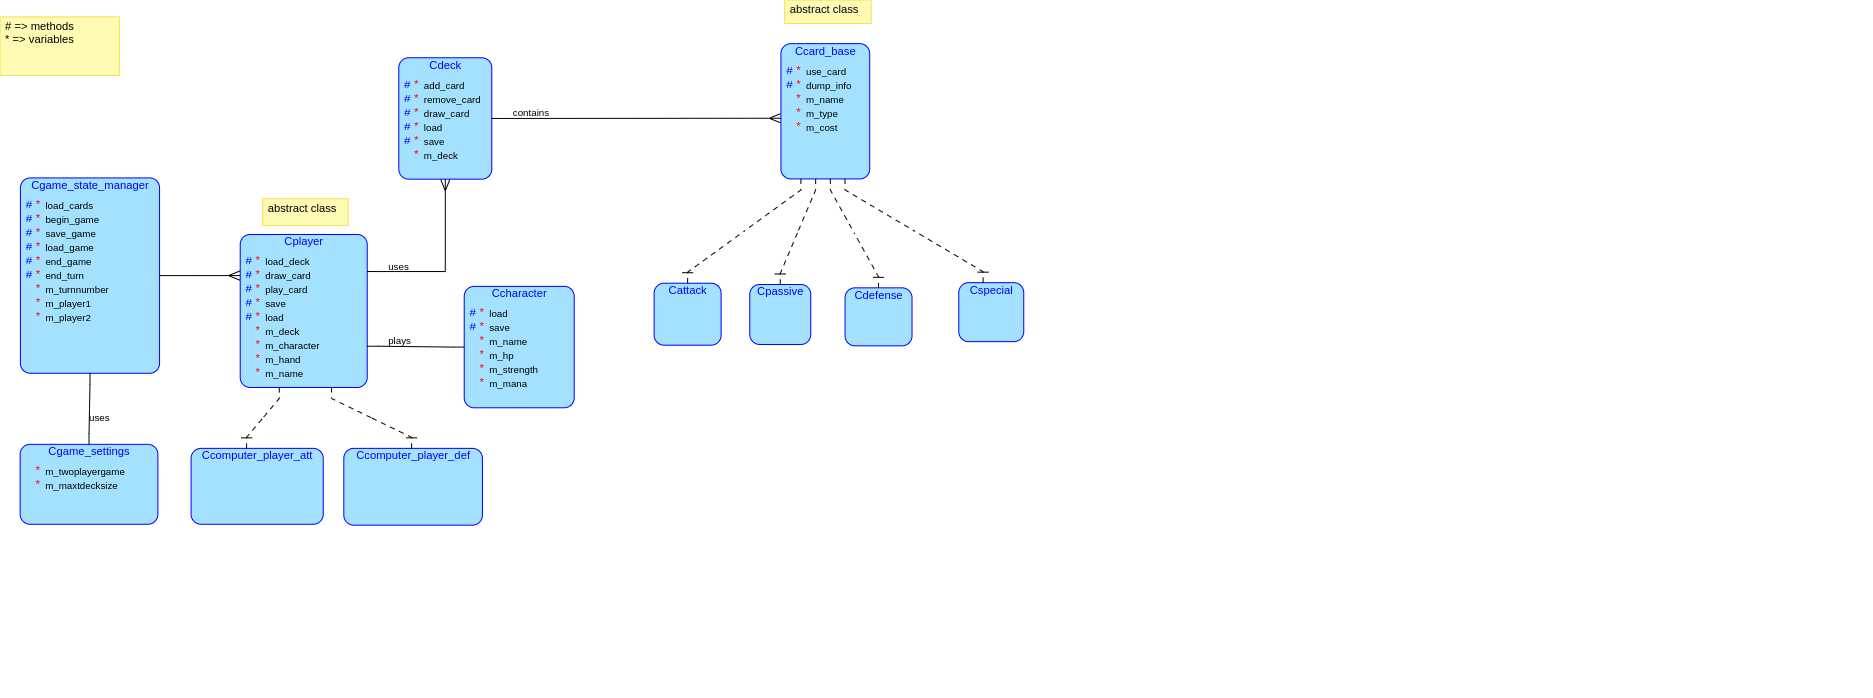 # => methods
* => variables
abstract class
Ccard_base
# * use_card
# * dump_info
* m_name
* m_type
* m_cost
Cdeck
# * add_card
# * remove_card
# * draw_card
# * load
# * save
* m_deck
contains
Cgame_state_manager
# * load_cards
# * begin_game
# * save_game
# * load_game
# * end_game
# * end_turn
* m_turnnumber
* m_player1
* m_player2
abstract class
Cplayer
# * load_deck
# * draw_card
# * play_card
# * save
# * load
* m_deck
* m_character
* m_hand
* m_name
uses
plays
Ccharacter
# * load
# * save
* m_name
* m_hp
* m_strength
* m_mana
Cattack
Cpassive
Cdefense
Cspecial
uses
Cgame_settings
* m_twoplayergame
* m_maxtdecksize
Ccomputer_player_att
Ccomputer_player_def